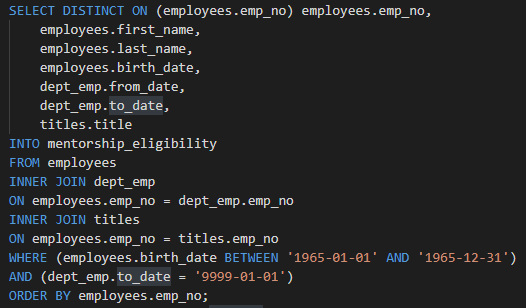 SELECT DISTINCT ON (employees.emp_no) employees.emp_no,
    employees.first_name,
    employees.last_name,
    employees.birth_date,
    dept_emp.from_date,
    dept_emp.to_date,
    titles.title
INTO mentorship_eligibility
FROM employees
INNER JOIN dept_emp
ON employees.emp_no = dept_emp.emp_no
INNER JOIN titles
ON employees.emp_no = titles.emp_no
WHERE (employees.birth_date BETWEEN '1965-01-01' AND '1965-12-31')
AND (dept_emp.to_date = '9999-01-01')
ORDER BY employees.emp_no;